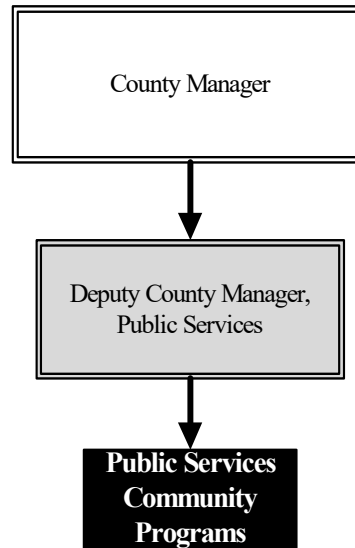 County Manager
Deputy County Manager,
Public Services
Public Services
Community
Programs